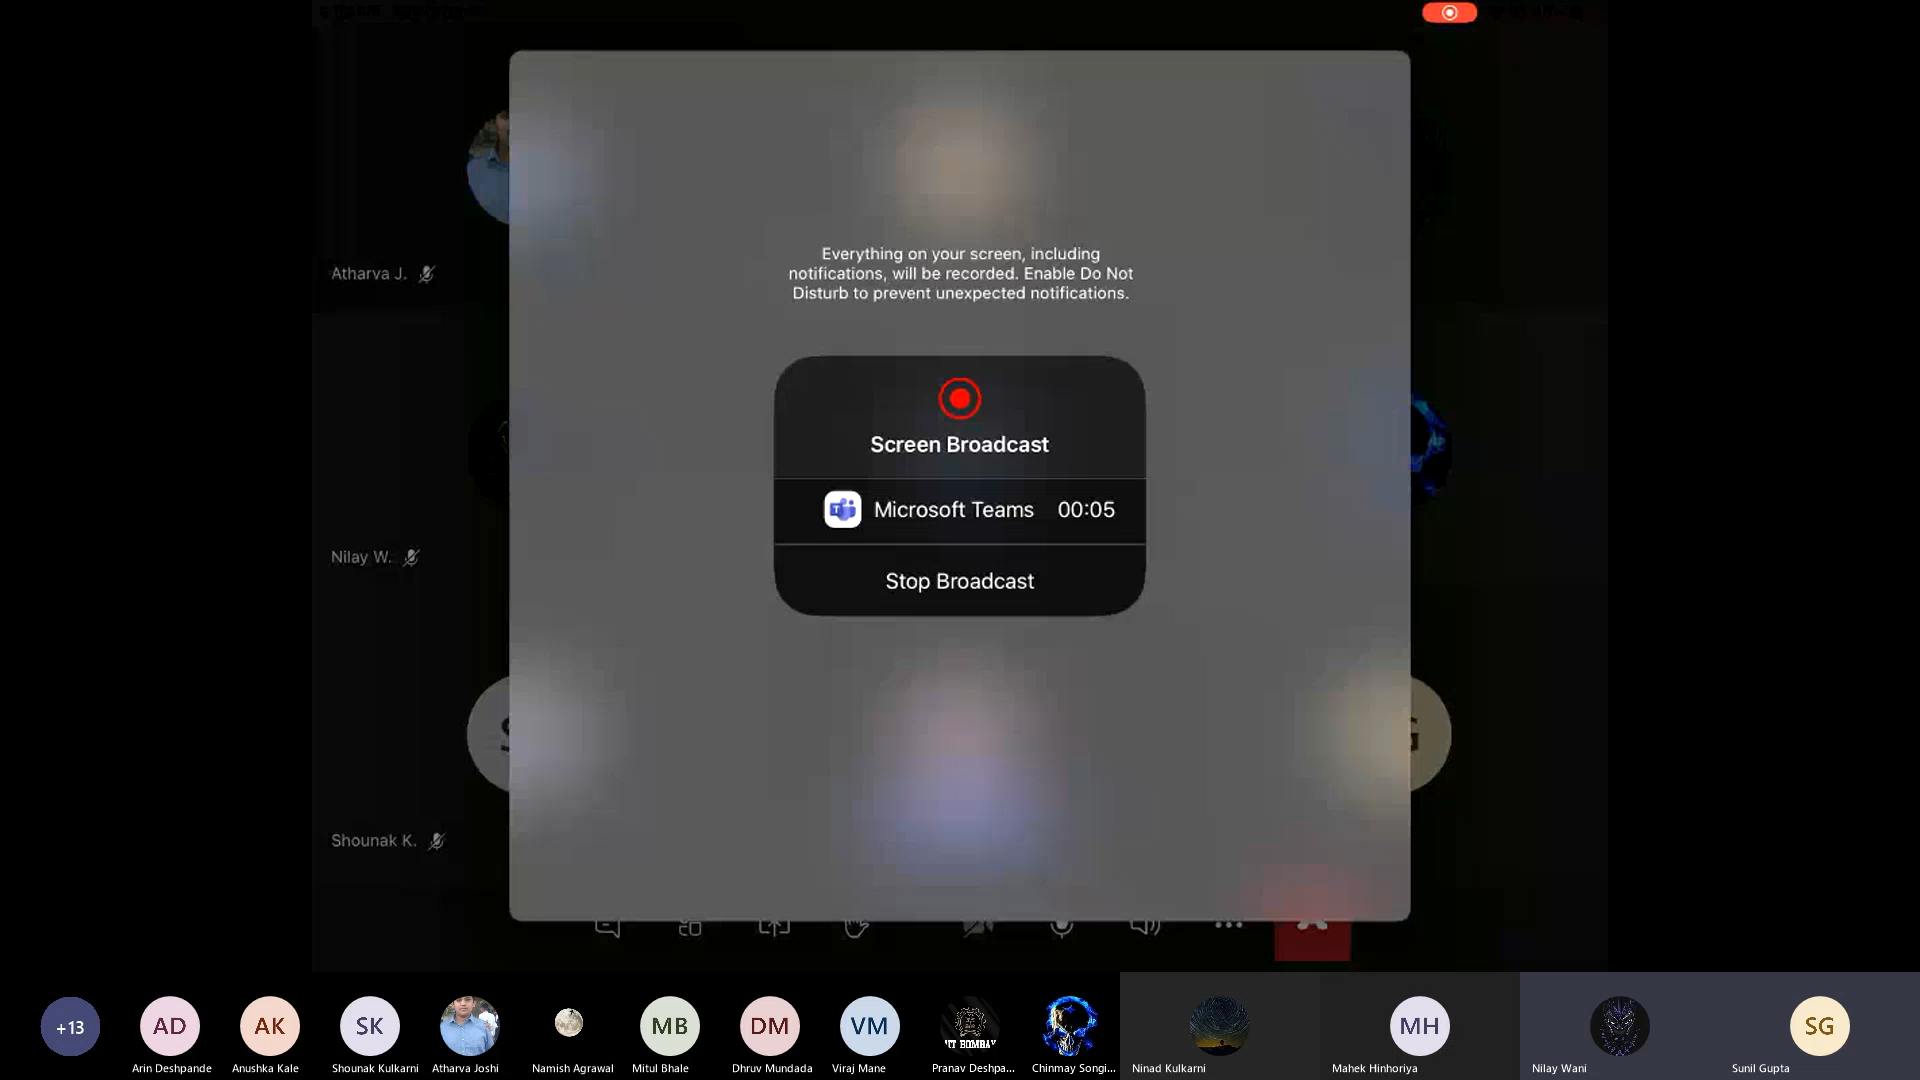 Everything on your screen, including
notifications, will be recorded. Enable Do Not
Disturb to prevent unexpected notifications.
Atharva J.
Screen Broadcast
Microsoft Teams 00:05
Nilay W.
Stop Broadcast
Shounak K.
+13
AD
AK
SK
MB
DM
VM
MH
SG
Arin Deshpande
Anushka Kale
Shounak Kulkarni
Atharva Joshi
Namish Agrawal
Mitul Bhale
Dhruv Mundada
Viraj Mane
Pranav Deshpa...
Chinmay Songi...
Ninad Kulkarni
Mahek Hinhoriya
Nilay Wani
Sunil Gupta